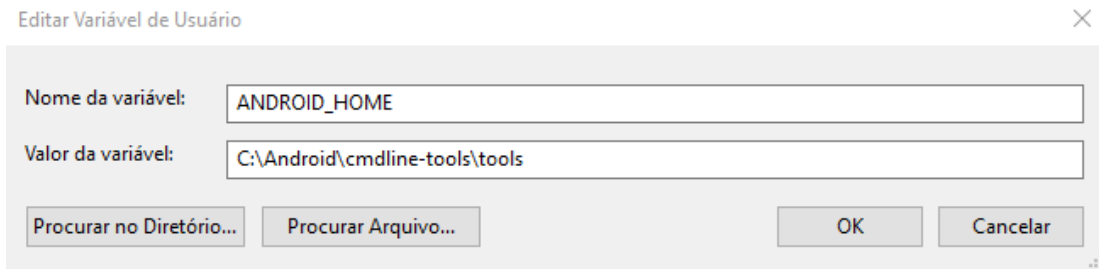 Editar Variável de Usuário
Nome da variável: ANDROID_HOME
Valor da variável: C:\Android\cmdline-tools\tools
Procurar no Diretório... Procurar Arquivo... OK Cancelar